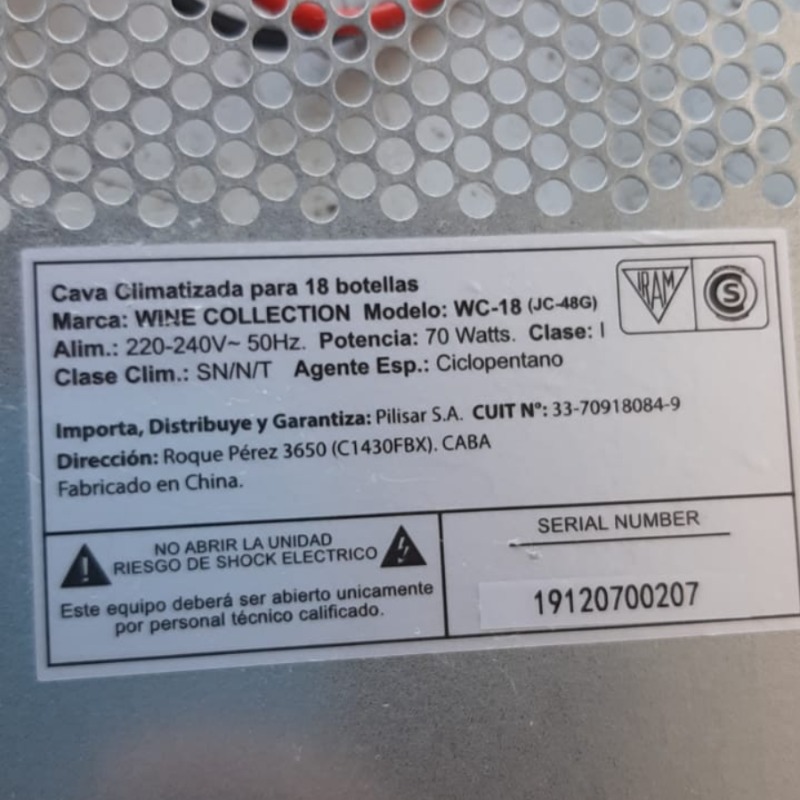 Cava Climatizada para 18 botellas
Marca: WINE COLLECTION Modelo: WC-18 (JC-48G)
Alim.: 220-240V~ 50Hz. Potencia: 70 Watts. Clase: I
Clase Clim.: SN/N/T Agente Esp.: Ciclopentano
IRAM
S
Importa, Distribuye y Garantiza: Pilisar S.A. CUIT Nº: 33-70918084-9
Dirección: Roque Pérez 3650 (C1430FBX). CABA
Fabricado en China.
NO ABRIR LA UNIDAD
RIESGO DE SHOCK ELECTRICO
Este equipo deberá ser abierto unicamente
por personal técnico calificado.
SERIAL NUMBER
19120700207